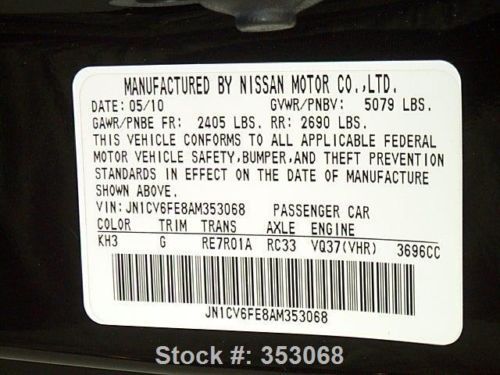 MANUFACTURED BY NISSAN MOTOR CO.,LTD.
DATE: 05/10 GVWR/PNBV: 5079 LBS.
GAWR/PNBE FR: 2405 LBS. RR: 2690 LBS.
THIS VEHICLE CONFORMS TO ALL APPLICABLE FEDERAL
MOTOR VEHICLE SAFETY,BUMPER,AND THEFT PREVENTION
STANDARDS IN EFFECT ON THE DATE OF MANUFACTURE
SHOWN ABOVE.
VIN: JN1CV6FE8AM353068 PASSENGER CAR
COLOR TRIM TRANS AXLE ENGINE
KH3 G RE7R01A RC33 VQ37(VHR) 3696CC
JN1CV6FE8AM353068
Stock #: 353068